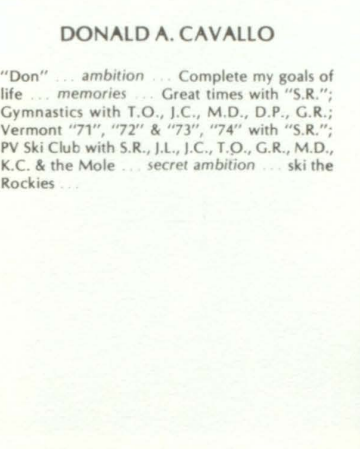 DONALD A. CAVALLO
"Don" ... ambition ... Complete my goals of
life ... memories ... Great times with "S.R.";
Gymnastics with T.O., J.C., M.D., D.P., G.R.;
Vermont "71", "72" & "73", "74" with "S.R.";
PV Ski Club with S.R., J.L., J.C., T.O., G.R., M.D.,
K.C. & the Mole ... secret ambition ... ski the
Rockies ...